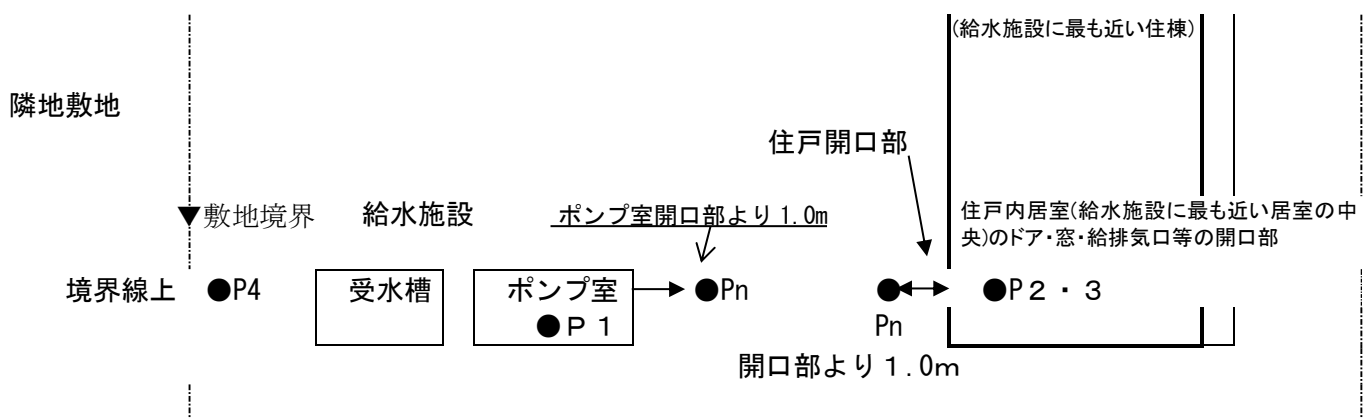 (給水施設に最も近い住棟)
隣地敷地
住戸開口部
▼敷地境界
給水施設
ポンプ室開口部より 1.0m
住戸内居室(給水施設に最も近い居室の中
央)のドア・窓・給排気口等の開口部
境界線上 ●P4
受水槽
ポンプ室
●Pn
●P2・3
●P1
Pn
開口部より1.0m